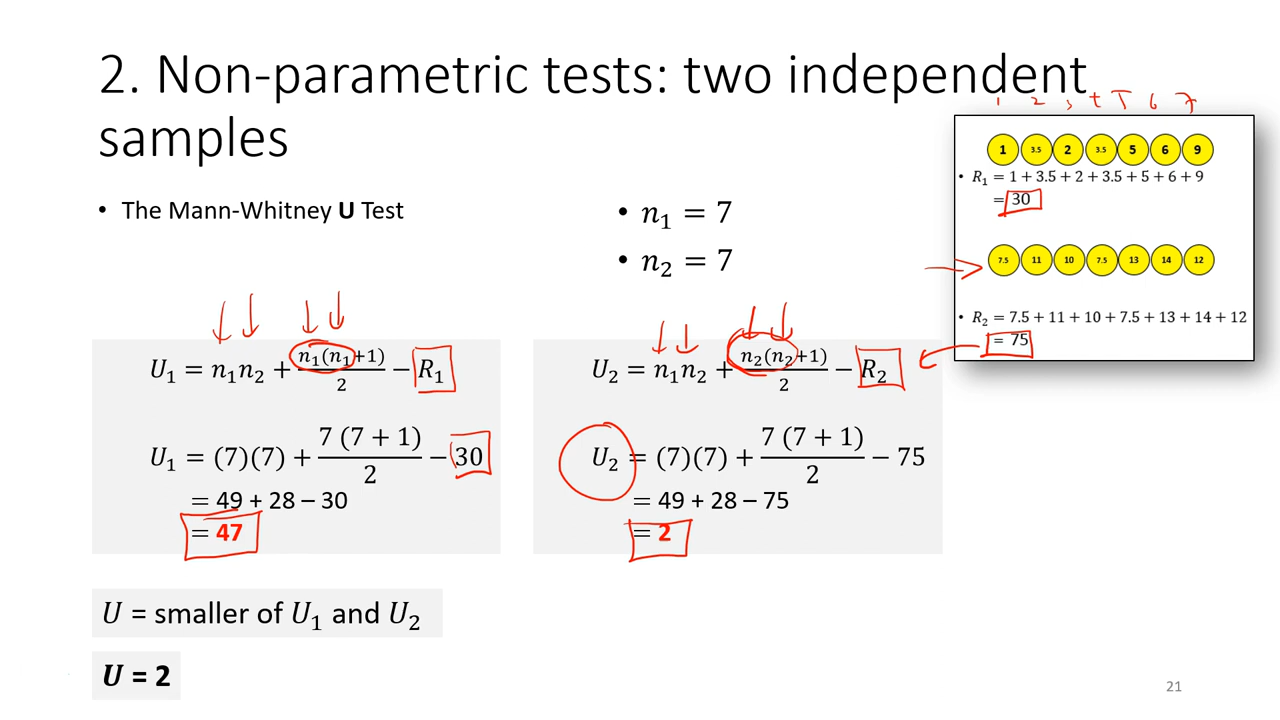 2. Non-parametric tests: two independent
samples
• The Mann-Whitney U Test
• n₁ = 7
• n₂ = 7
1 2 3 5 6 7
1 3.5 2 3.5 5 6 9
• R₁ = 1 + 3.5 + 2 + 3.5 + 5 + 6 + 9
= 30
7.5 11 10 7.5 13 14 12
• R₂ = 7.5 + 11 + 10 + 7.5 + 13 + 14 + 12
= 75
U₁ = n₁n₂ + n₁(n₁+1)/2 − R₁
U₁ = (7)(7) + 7 (7 + 1)/2 − 30
= 49 + 28 – 30
= 47
U₂ = n₁n₂ + n₂(n₂+1)/2 − R₂
U₂ = (7)(7) + 7 (7 + 1)/2 − 75
= 49 + 28 – 75
= 2
U = smaller of U₁ and U₂
U = 2
21